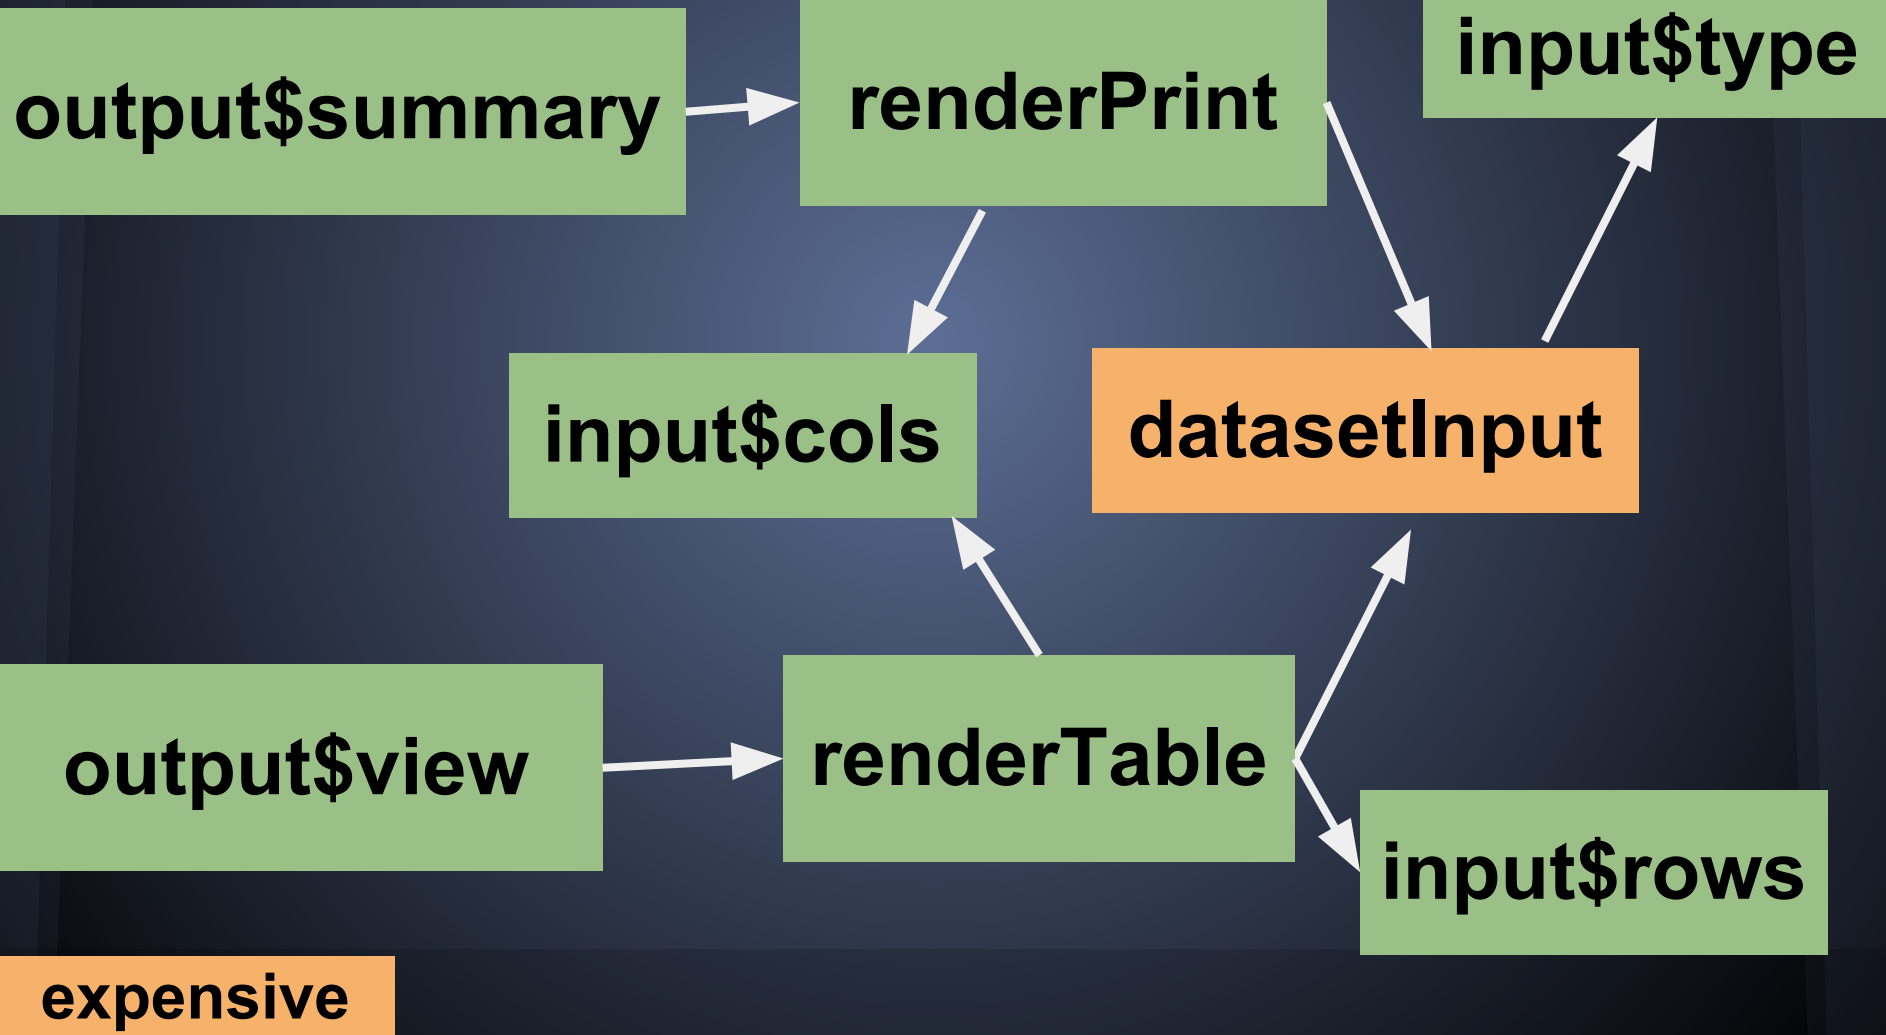 output$summary
renderPrint
input$type
input$cols
datasetInput
output$view
renderTable
input$rows
expensive